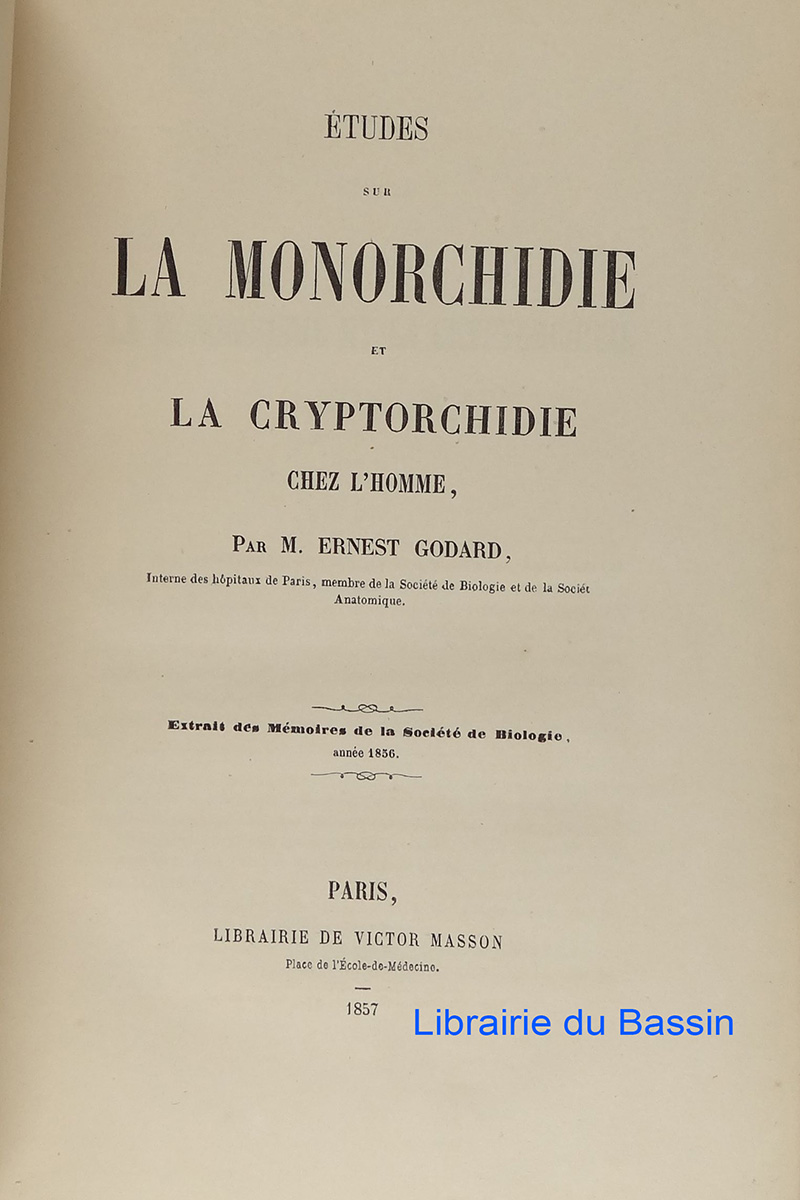 ÉTUDES
SUR
LA MONORCHIDIE
ET
LA CRYPTORCHIDIE
CHEZ L'HOMME,
PAR M. ERNEST GODARD,
Interne des hôpitaux de Paris, membre de la Société de Biologie et de la Sociét
Anatomique.
Extrait des Mémoires de la Société de Biologie,
année 1856.
PARIS,
LIBRAIRIE DE VICTOR MASSON
Place de l'École-de-Médecine.
1857
Librairie du Bassin